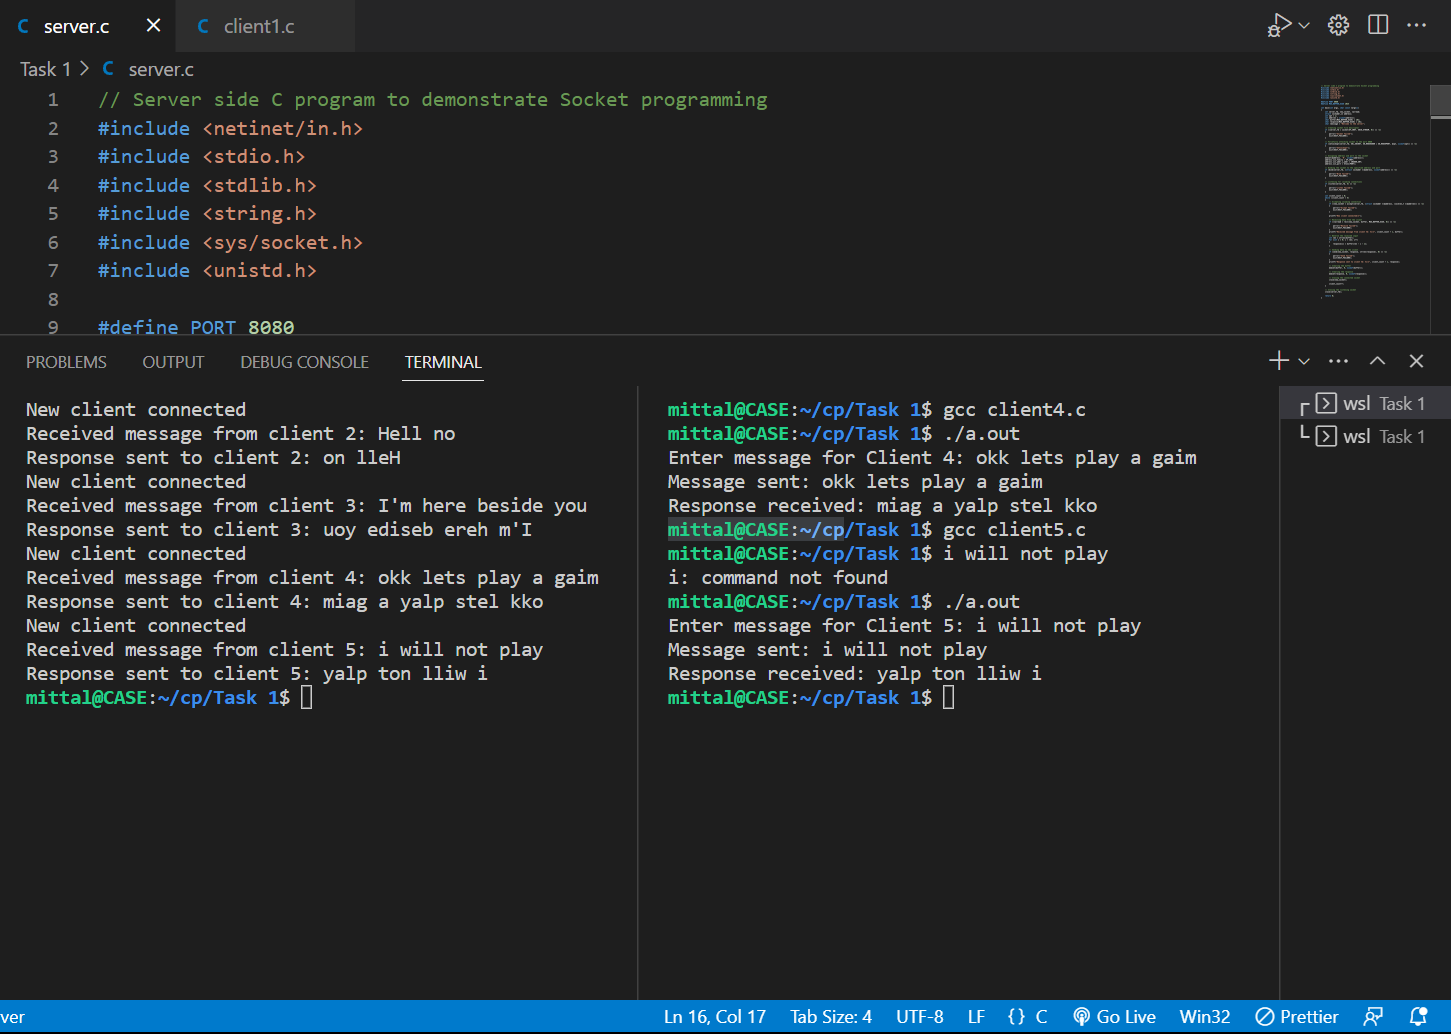 server.c
client1.c
Task 1 > C server.c
1 // Server side C program to demonstrate Socket programming
2 #include <netinet/in.h>
3 #include <stdio.h>
4 #include <stdlib.h>
5 #include <string.h>
6 #include <sys/socket.h>
7 #include <unistd.h>
8
9 #define PORT 8080
PROBLEMS OUTPUT DEBUG CONSOLE TERMINAL
New client connected
Received message from client 2: Hell no
Response sent to client 2: on lleH
New client connected
Received message from client 3: I'm here beside you
Response sent to client 3: uoy ediseb ereh m'I
New client connected
Received message from client 4: okk lets play a gaim
Response sent to client 4: miag a yalp stel kko
New client connected
Received message from client 5: i will not play
Response sent to client 5: yalp ton lliw i
mittal@CASE:~/cp/Task 1$
mittal@CASE:~/cp/Task 1$ gcc client4.c
mittal@CASE:~/cp/Task 1$ ./a.out
Enter message for Client 4: okk lets play a gaim
Message sent: okk lets play a gaim
Response received: miag a yalp stel kko
mittal@CASE:~/cp/Task 1$ gcc client5.c
mittal@CASE:~/cp/Task 1$ i will not play
i: command not found
mittal@CASE:~/cp/Task 1$ ./a.out
Enter message for Client 5: i will not play
Message sent: i will not play
Response received: yalp ton lliw i
mittal@CASE:~/cp/Task 1$
wsl Task 1
wsl Task 1
ver Ln 16, Col 17 Tab Size: 4 UTF-8 LF {} C Go Live Win32 Prettier